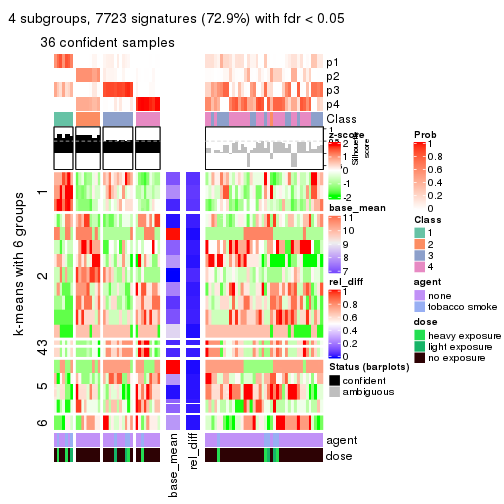 4 subgroups, 7723 signatures (72.9%) with fdr < 0.05
36 confident samples
p1
p2
p3
p4
Class
1
Silhouette score
z-score
2
1
0
-1
-2
base_mean
11
10
9
8
7
rel_diff
1
0.8
0.6
0.4
0.2
0
Status (barplots)
confident
ambiguous
Prob
1
0.8
0.6
0.4
0.2
0
Class
1
2
3
4
agent
none
tobacco smoke
dose
heavy exposure
light exposure
no exposure
k-means with 6 groups
1
2
43
5
6
agent
dose
base_mean
rel_diff